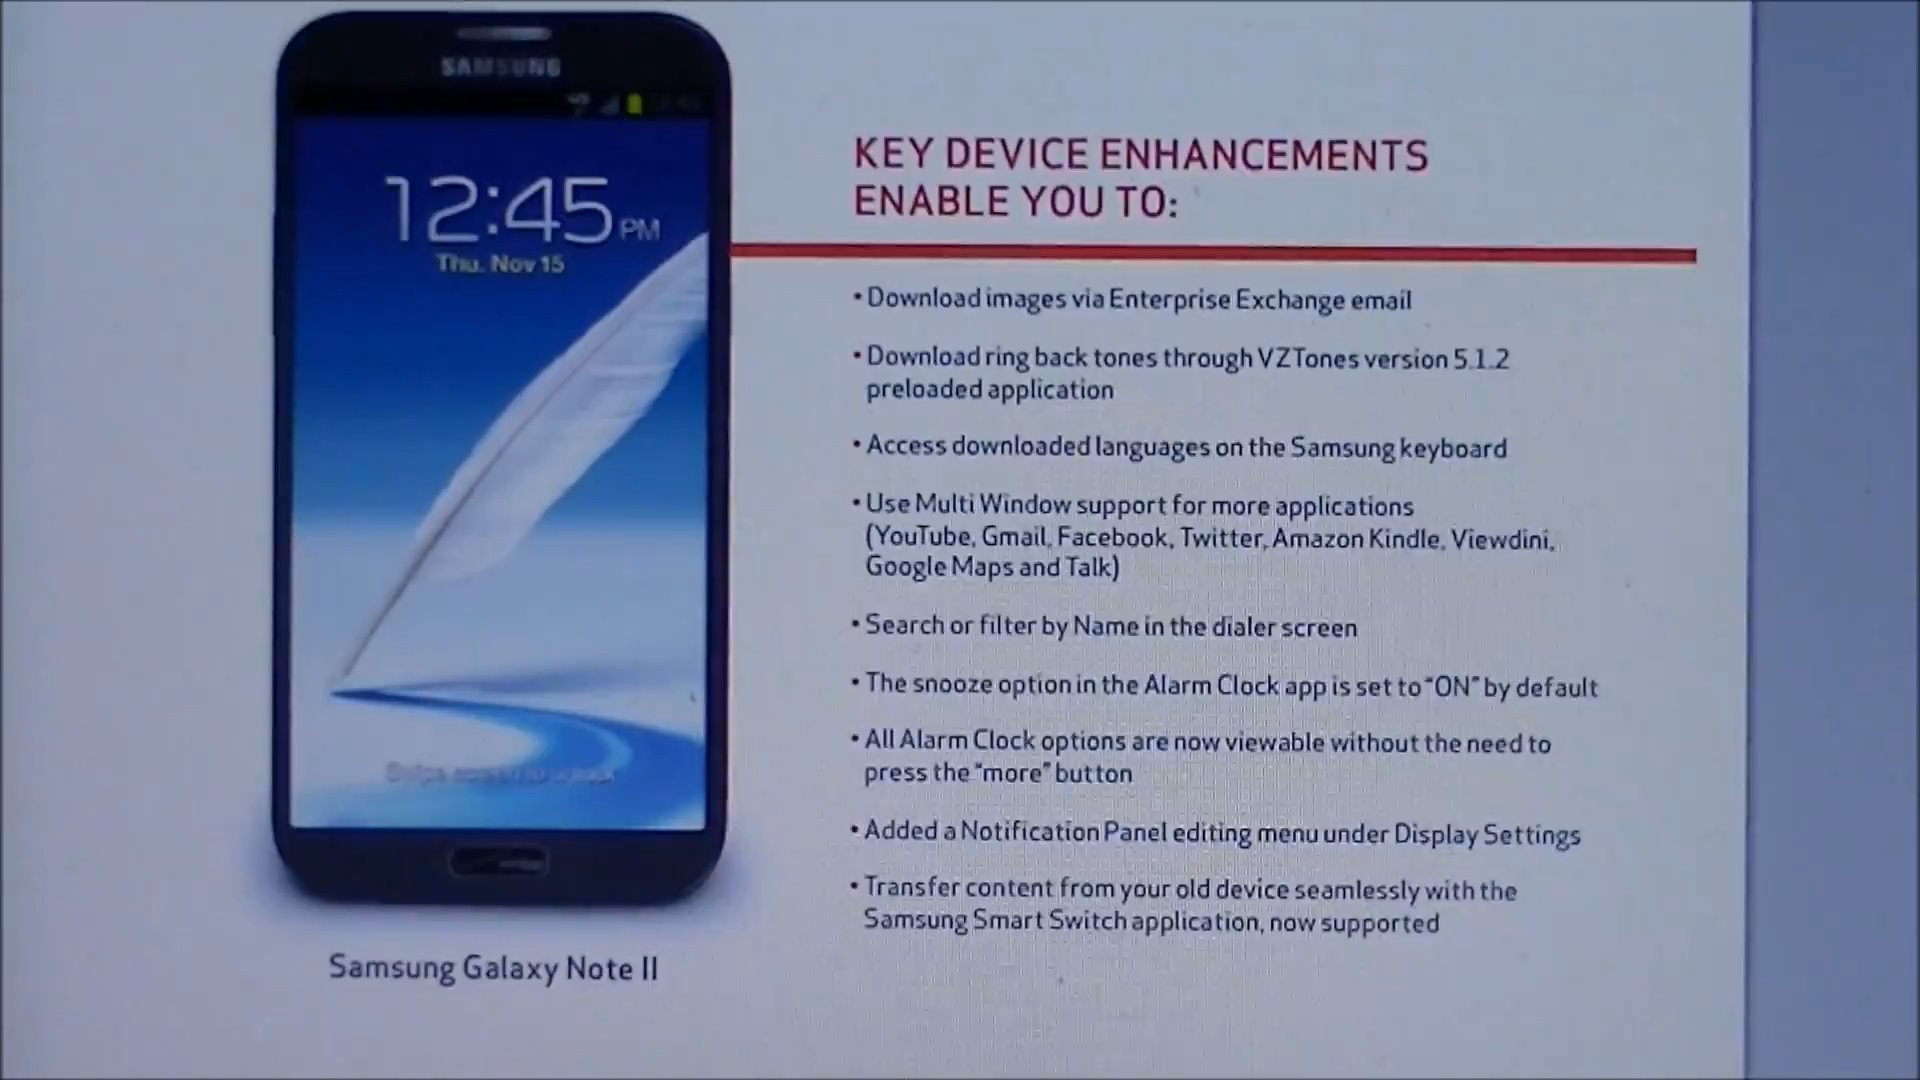 SAMSUNG
12:45 PM
Thu. Nov 15
Swipe screen to unlock
Samsung Galaxy Note II
KEY DEVICE ENHANCEMENTS
ENABLE YOU TO:
• Download images via Enterprise Exchange email
• Download ring back tones through VZTones version 5.1.2
preloaded application
• Access downloaded languages on the Samsung keyboard
• Use Multi Window support for more applications
(YouTube, Gmail, Facebook, Twitter, Amazon Kindle, Viewdini,
Google Maps and Talk)
• Search or filter by Name in the dialer screen
• The snooze option in the Alarm Clock app is set to "ON" by default
• All Alarm Clock options are now viewable without the need to
press the "more" button
• Added a Notification Panel editing menu under Display Settings
• Transfer content from your old device seamlessly with the
Samsung Smart Switch application, now supported